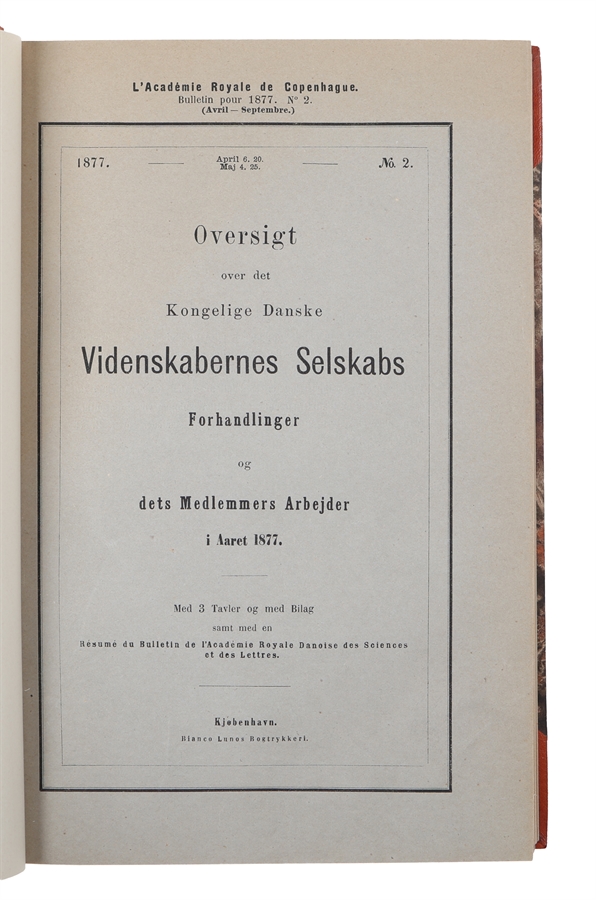 L'Académie Royale de Copenhague.
Bulletin pour 1877. Nº 2.
(Avril — Septembre.)
1877. — April 6. 20. — No. 2.
Maj 4. 25.
Oversigt
over det
Kongelige Danske
Videnskabernes Selskabs
Forhandlinger
og
dets Medlemmers Arbejder
i Aaret 1877.
Med 3 Tavler og med Bilag
samt med en
Résumé du Bulletin de l'Académie Royale Danoise des Sciences
et des Lettres.
Kjøbenhavn.
Bianco Lunos Bogtrykkeri.